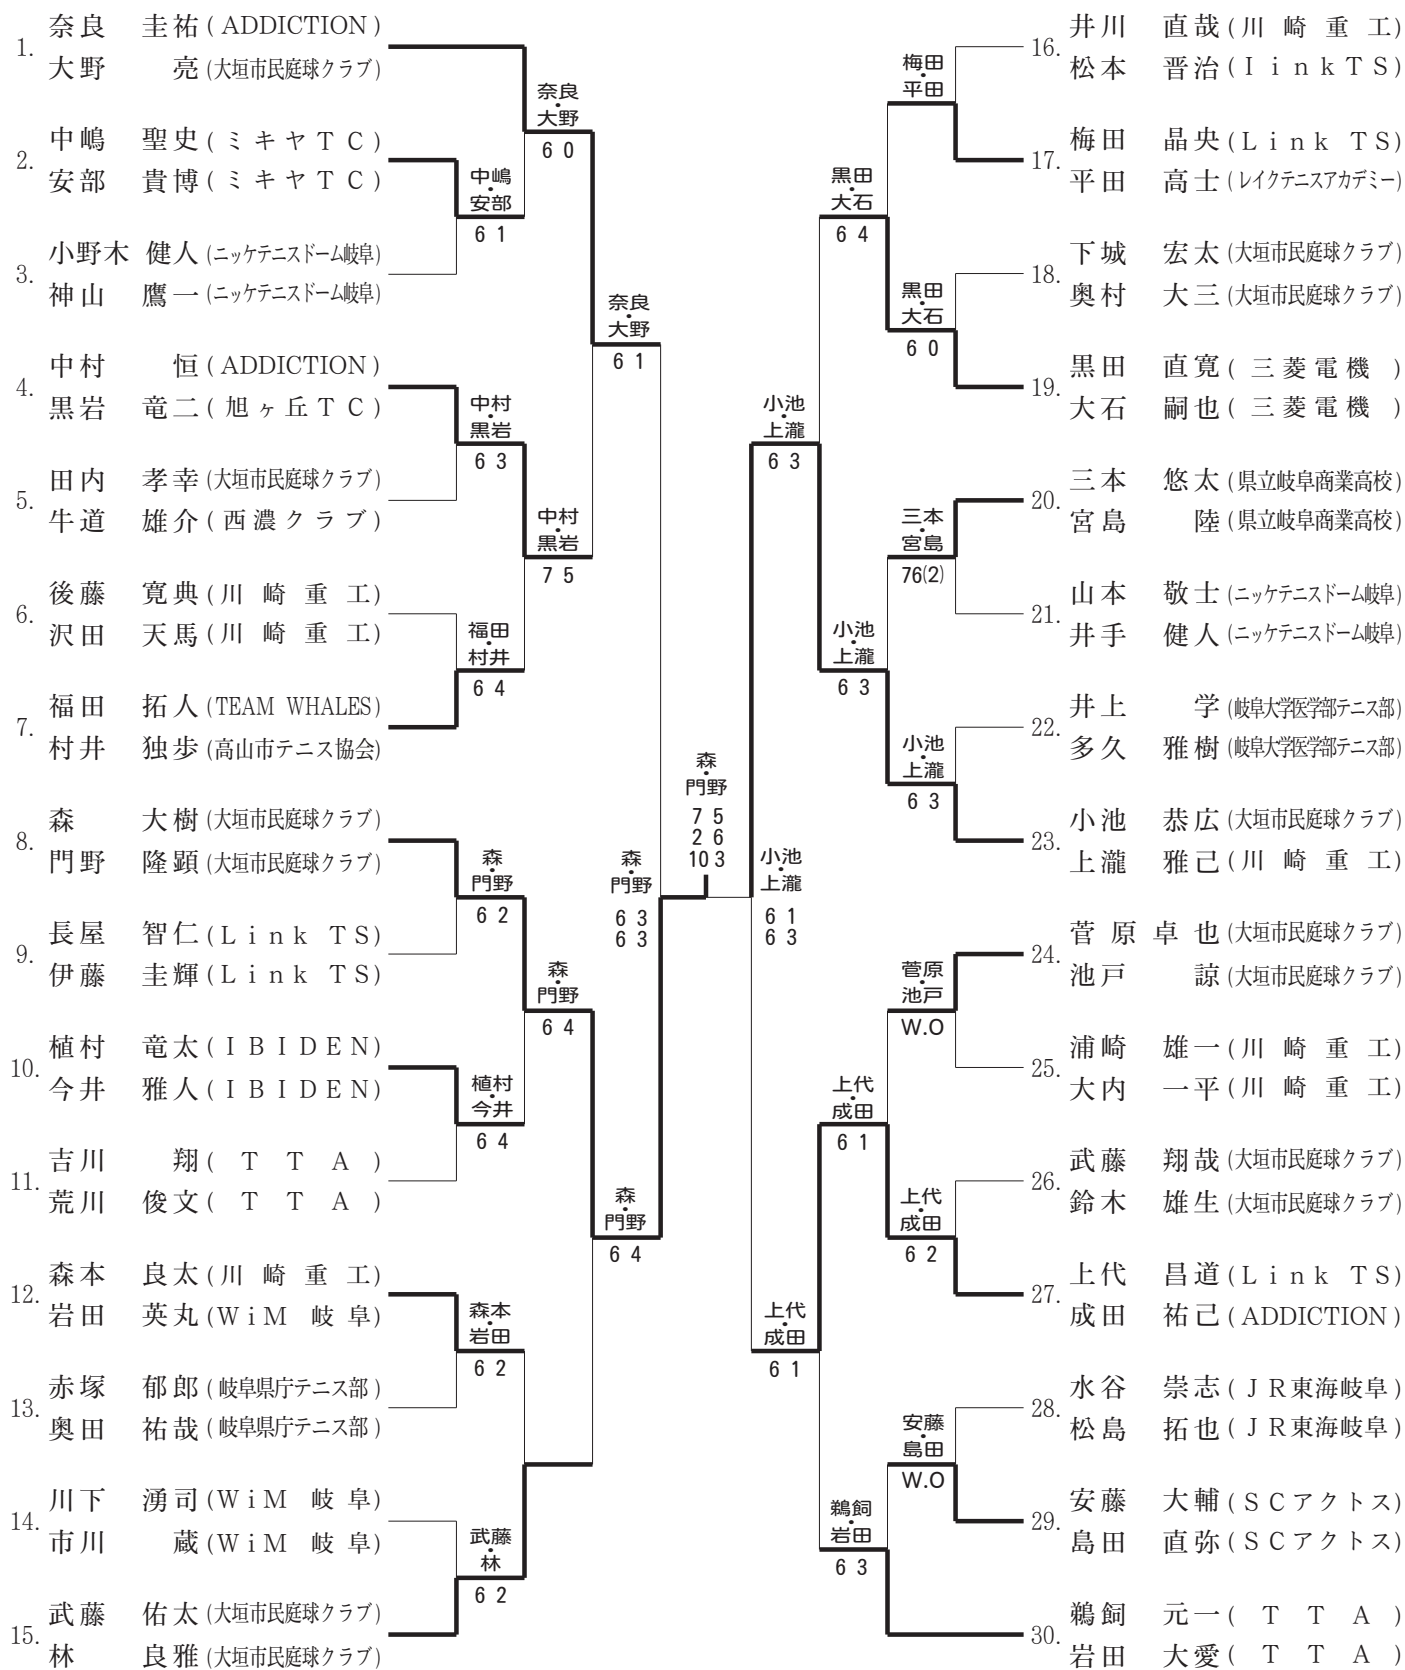 1. 奈良 圭祐 (ADDICTION)
大野 亮 (大垣市民庭球クラブ)
2. 中嶋 聖史 (ミキヤTC)
安部 貴博 (ミキヤTC)
3. 小野木 健人 (ニッケテニスドーム岐阜)
神山 鷹一 (ニッケテニスドーム岐阜)
4. 中村 恒 (ADDICTION)
黒岩 竜二 (旭ヶ丘TC)
5. 田内 孝幸 (大垣市民庭球クラブ)
牛道 雄介 (西濃クラブ)
6. 後藤 寛典 (川崎重工)
沢田 天馬 (川崎重工)
7. 福田 拓人 (TEAM WHALES)
村井 独歩 (高山市テニス協会)
8. 森 大樹 (大垣市民庭球クラブ)
門野 隆顕 (大垣市民庭球クラブ)
9. 長屋 智仁 (Link TS)
伊藤 圭輝 (Link TS)
10. 植村 竜太 (IBIDEN)
今井 雅人 (IBIDEN)
11. 吉川 翔 (TTA)
荒川 俊文 (TTA)
12. 森本 良太 (川崎重工)
岩田 英丸 (WiM 岐阜)
13. 赤塚 郁郎 (岐阜県庁テニス部)
奥田 祐哉 (岐阜県庁テニス部)
14. 川下 湧司 (WiM 岐阜)
市川 蔵 (WiM 岐阜)
15. 武藤 佑太 (大垣市民庭球クラブ)
林 良雅 (大垣市民庭球クラブ)
中嶋・安部
6 1
中村・黒岩
6 3
福田・村井
6 4
森・門野
6 2
植村・今井
6 4
森本・岩田
6 2
武藤・林
6 2
奈良・大野
6 0
中村・黒岩
7 5
森・門野
6 4
奈良・大野
6 1
森・門野
6 4
森・門野
6 3
6 3
森・門野
7 5
2 6
10 3
小池・上瀧
6 1
6 3
小池・上瀧
6 3
上代・成田
6 1
黒田・大石
6 4
小池・上瀧
6 3
上代・成田
6 1
鵜飼・岩田
6 3
梅田・平田
黒田・大石
6 0
三本・宮島
76(2)
小池・上瀧
6 3
菅原・池戸
W.O
上代・成田
6 2
安藤・島田
W.O
16. 井川 直哉 (川崎重工)
松本 晋治 (IinkTS)
17. 梅田 晶央 (Link TS)
平田 高士 (レイクテニスアカデミー)
18. 下城 宏太 (大垣市民庭球クラブ)
奥村 大三 (大垣市民庭球クラブ)
19. 黒田 直寛 (三菱電機)
大石 嗣也 (三菱電機)
20. 三本 悠太 (県立岐阜商業高校)
宮島 陸 (県立岐阜商業高校)
21. 山本 敬士 (ニッケテニスドーム岐阜)
井手 健人 (ニッケテニスドーム岐阜)
22. 井上 学 (岐阜大学医学部テニス部)
多久 雅樹 (岐阜大学医学部テニス部)
23. 小池 恭広 (大垣市民庭球クラブ)
上瀧 雅己 (川崎重工)
24. 菅原卓也 (大垣市民庭球クラブ)
池戸 諒 (大垣市民庭球クラブ)
25. 浦崎 雄一 (川崎重工)
大内 一平 (川崎重工)
26. 武藤 翔哉 (大垣市民庭球クラブ)
鈴木 雄生 (大垣市民庭球クラブ)
27. 上代 昌道 (Link TS)
成田 祐己 (ADDICTION)
28. 水谷 崇志 (JR東海岐阜)
松島 拓也 (JR東海岐阜)
29. 安藤 大輔 (SCアクトス)
島田 直弥 (SCアクトス)
30. 鵜飼 元一 (TTA)
岩田 大愛 (TTA)